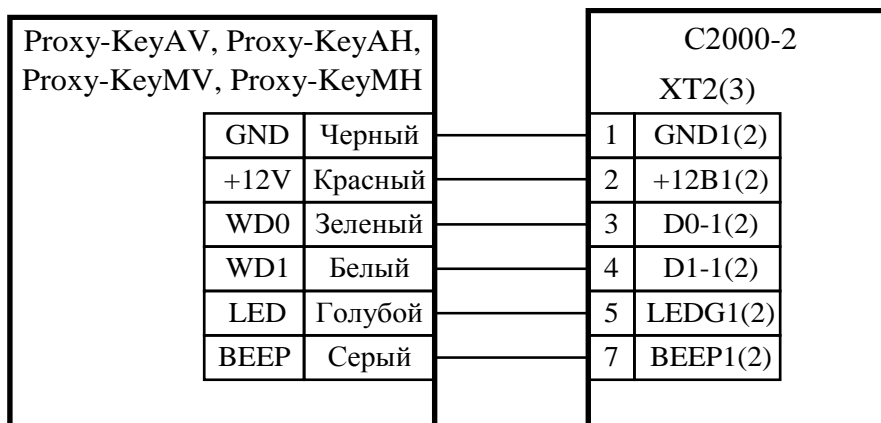 Proxy-KeyAV, Proxy-KeyAH,
Proxy-KeyMV, Proxy-KeyMH
C2000-2
XT2(3)
GND Черный 1 GND1(2)
+12V Красный 2 +12В1(2)
WD0 Зеленый 3 D0-1(2)
WD1 Белый 4 D1-1(2)
LED Голубой 5 LEDG1(2)
BEEP Серый 7 BEEP1(2)